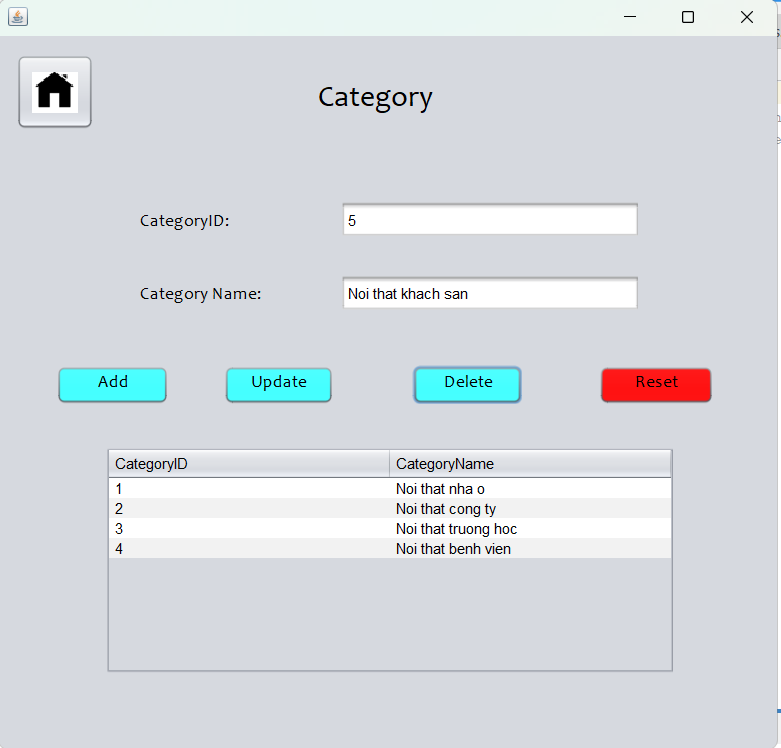 Category
CategoryID: 5
Category Name: Noi that khach san
Add Update Delete Reset
CategoryID CategoryName
1 Noi that nha o
2 Noi that cong ty
3 Noi that truong hoc
4 Noi that benh vien